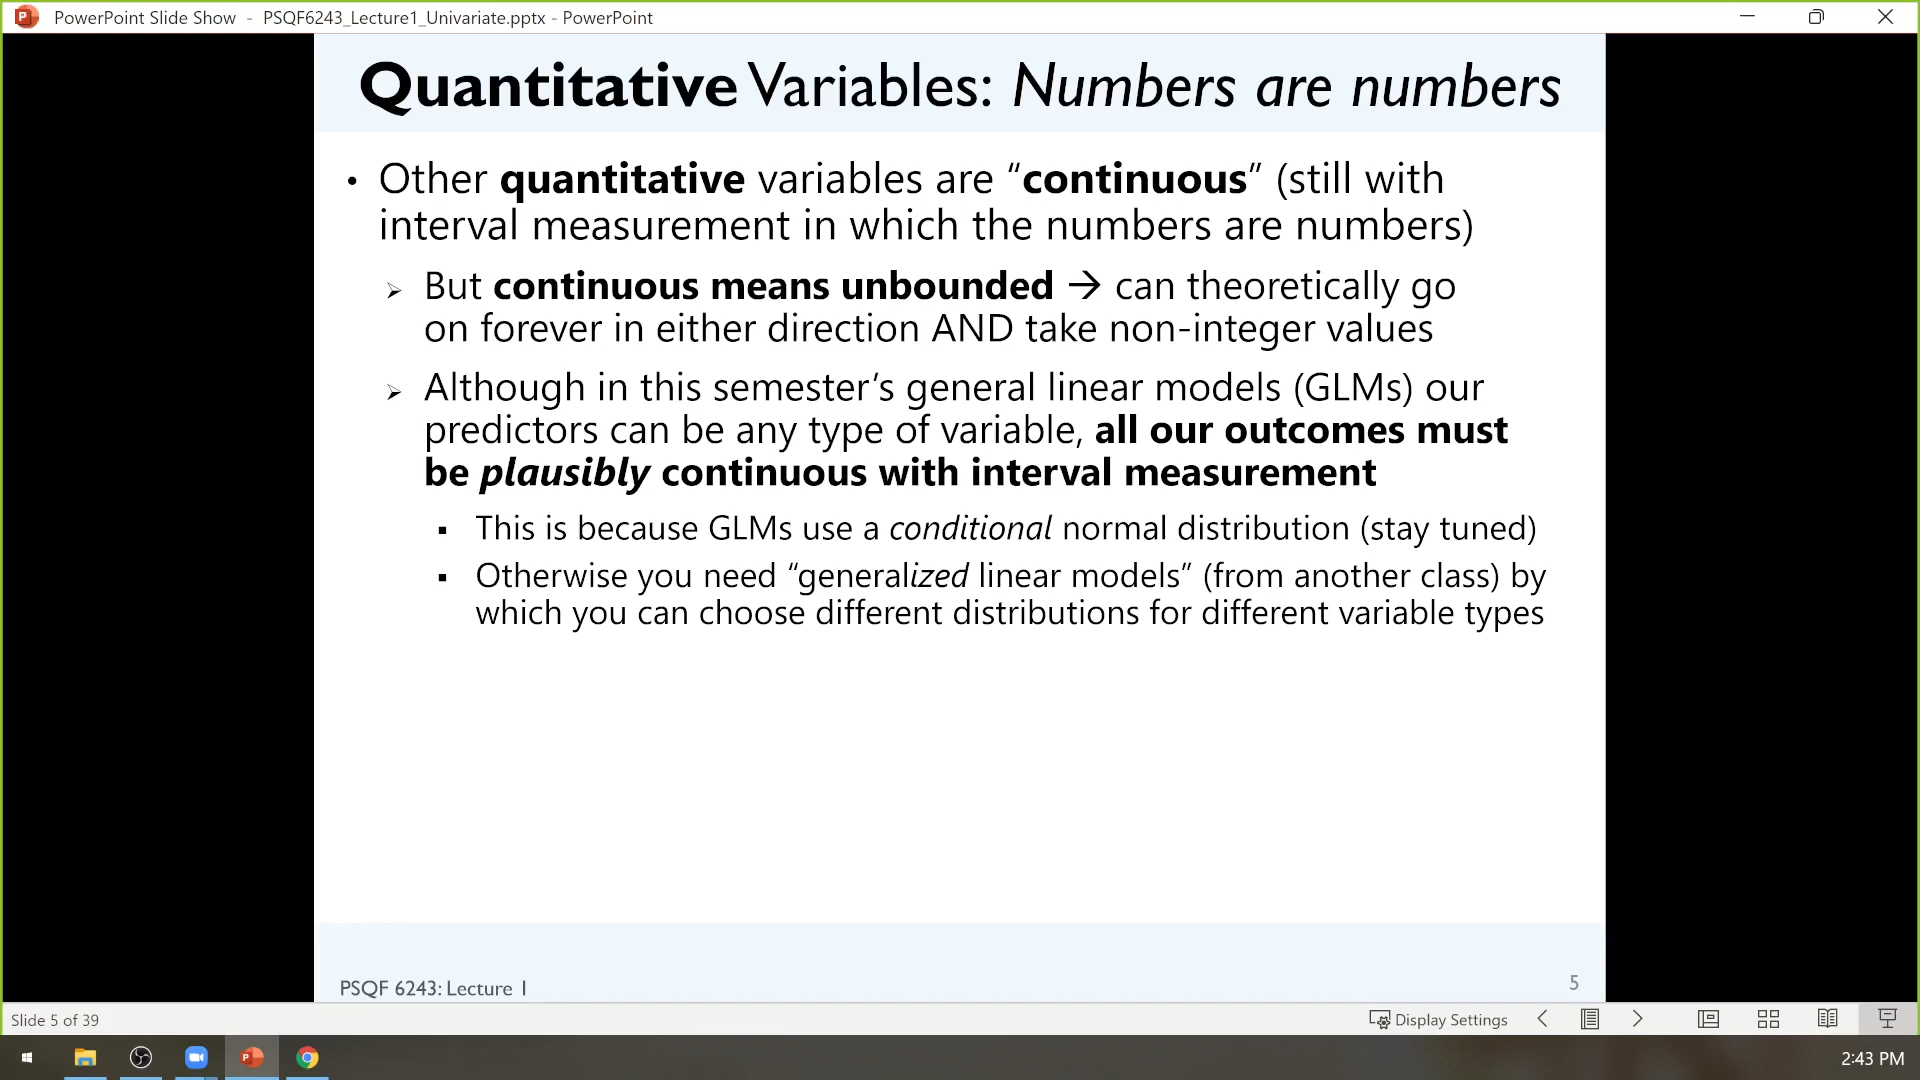 PowerPoint Slide Show - PSQF6243_Lecture1_Univariate.pptx - PowerPoint
Quantitative Variables: Numbers are numbers
• Other quantitative variables are “continuous” (still with
interval measurement in which the numbers are numbers)
➢ But continuous means unbounded → can theoretically go
on forever in either direction AND take non-integer values
➢ Although in this semester’s general linear models (GLMs) our
predictors can be any type of variable, all our outcomes must
be plausibly continuous with interval measurement
▪ This is because GLMs use a conditional normal distribution (stay tuned)
▪ Otherwise you need “generalized linear models” (from another class) by
which you can choose different distributions for different variable types
PSQF 6243: Lecture 1
5
Slide 5 of 39
Display Settings
2:43 PM